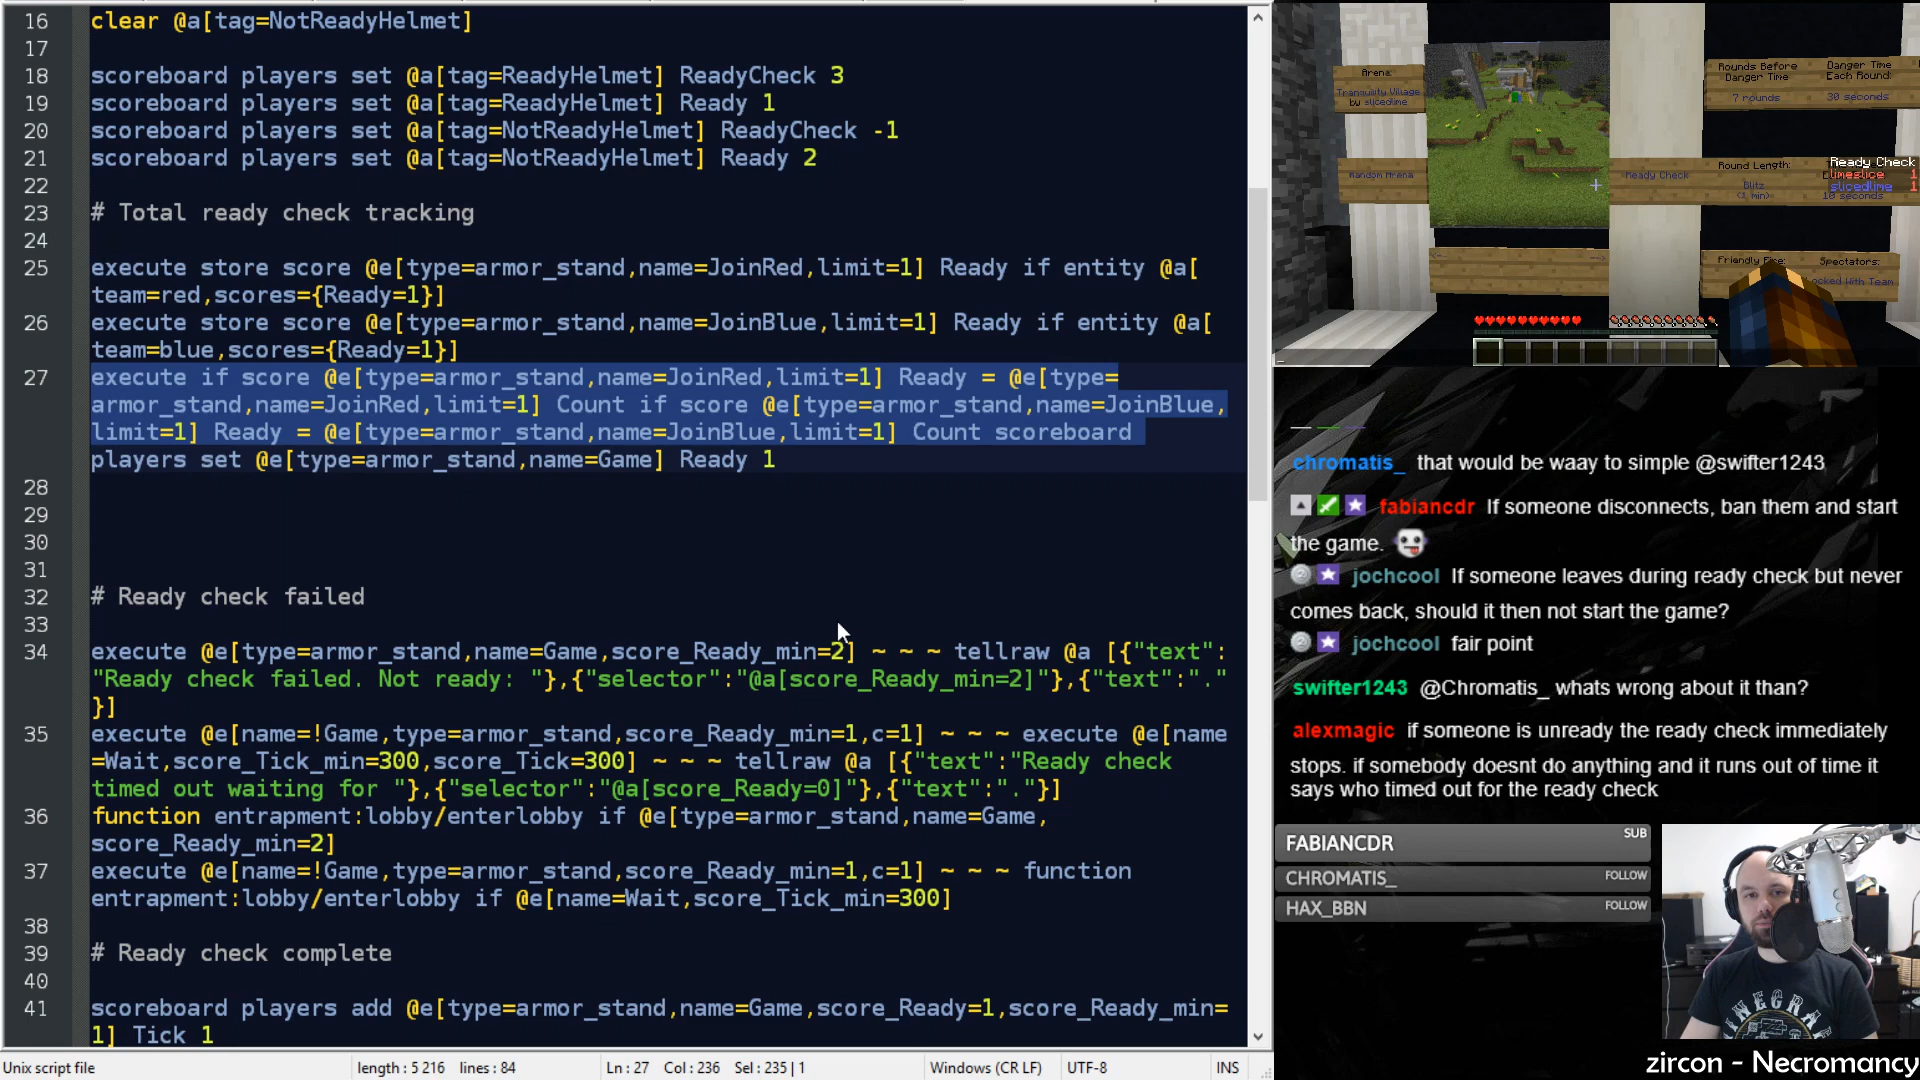 16 clear @a[tag=NotReadyHelmet]
17
18 scoreboard players set @a[tag=ReadyHelmet] ReadyCheck 3
19 scoreboard players set @a[tag=ReadyHelmet] Ready 1
20 scoreboard players set @a[tag=NotReadyHelmet] ReadyCheck -1
21 scoreboard players set @a[tag=NotReadyHelmet] Ready 2
22
23 # Total ready check tracking
24
25 execute store score @e[type=armor_stand,name=JoinRed,limit=1] Ready if entity @a[
team=red,scores={Ready=1}]
26 execute store score @e[type=armor_stand,name=JoinBlue,limit=1] Ready if entity @a[
team=blue,scores={Ready=1}]
27 execute if score @e[type=armor_stand,name=JoinRed,limit=1] Ready = @e[type=
armor_stand,name=JoinRed,limit=1] Count if score @e[type=armor_stand,name=JoinBlue,
limit=1] Ready = @e[type=armor_stand,name=JoinBlue,limit=1] Count scoreboard
players set @e[type=armor_stand,name=Game] Ready 1
28
29
30
31
32 # Ready check failed
33
34 execute @e[type=armor_stand,name=Game,score_Ready_min=2] ~ ~ ~ tellraw @a [{"text":
"Ready check failed. Not ready: "},{"selector":"@a[score_Ready_min=2]"},{"text":"."
}]
35 execute @e[name=!Game,type=armor_stand,score_Ready_min=1,c=1] ~ ~ ~ execute @e[name
=Wait,score_Tick_min=300,score_Tick=300] ~ ~ ~ tellraw @a [{"text":"Ready check
timed out waiting for "},{"selector":"@a[score_Ready=0]"},{"text":"."}]
36 function entrapment:lobby/enterlobby if @e[type=armor_stand,name=Game,
score_Ready_min=2]
37 execute @e[name=!Game,type=armor_stand,score_Ready_min=1,c=1] ~ ~ ~ function
entrapment:lobby/enterlobby if @e[name=Wait,score_Tick_min=300]
38
39 # Ready check complete
40
41 scoreboard players add @e[type=armor_stand,name=Game,score_Ready=1,score_Ready_min=
1] Tick 1
Unix script file length : 5 216 lines : 84 Ln : 27 Col : 236 Sel : 235 | 1 Windows (CR LF) UTF-8 INS
Arena:
Tranquility Village
by slicedlime
Random Arena
Ready Check
Rounds Before
Danger Time
7 rounds
Danger Time
Each Round:
30 seconds
Round Length:
Blitz
(1 min)
10 seconds
Ready Check
limeslice 1
slicedlime 1
Friendly Fire:
Spectators:
Locked With Team
chromatis_ that would be waay to simple @swifter1243
fabiancdr If someone disconnects, ban them and start
the game.
jochcool If someone leaves during ready check but never
comes back, should it then not start the game?
jochcool fair point
swifter1243 @Chromatis_ whats wrong about it than?
alexmagic if someone is unready the ready check immediately
stops. if somebody doesnt do anything and it runs out of time it
says who timed out for the ready check
FABIANCDR SUB
CHROMATIS_ FOLLOW
HAX_BBN FOLLOW
zircon - Necromancy